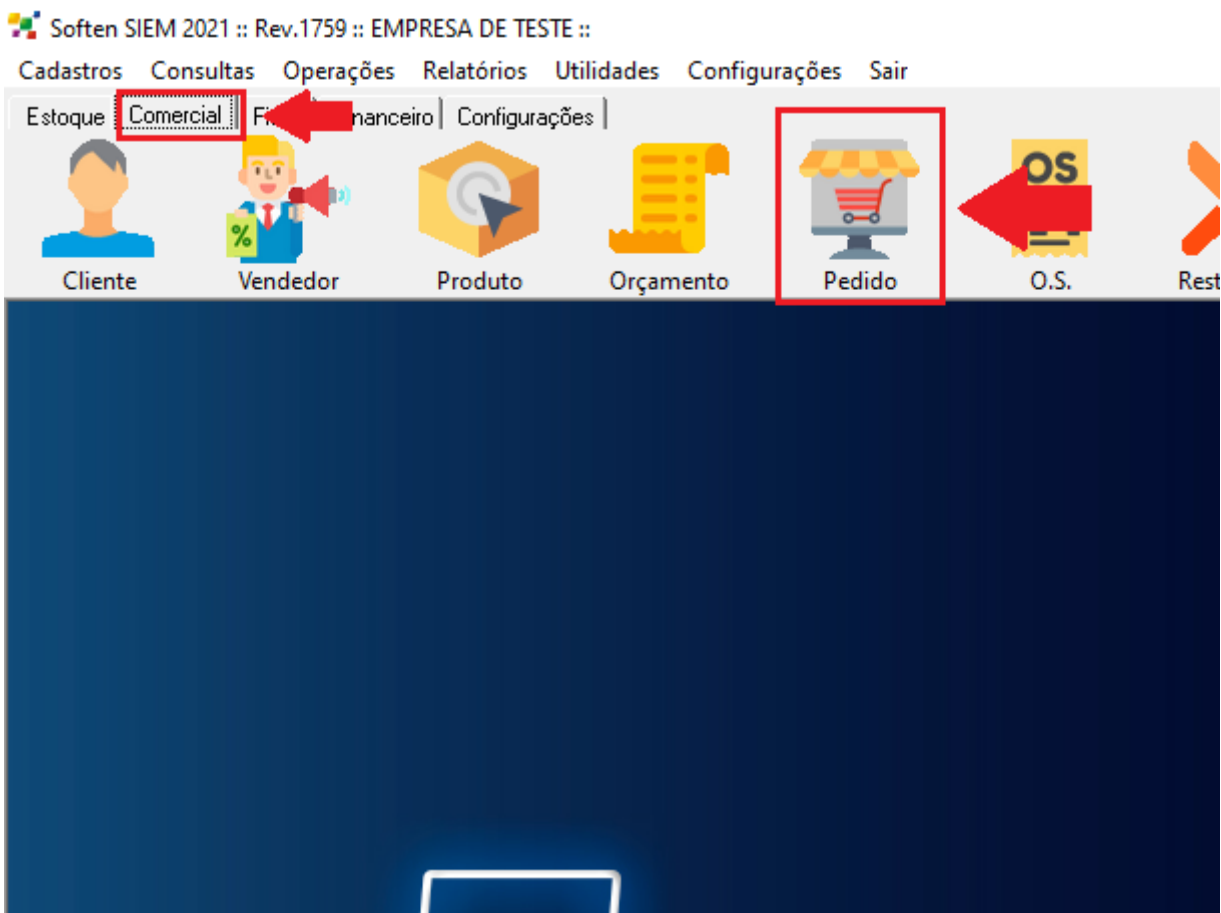 Soften SIEM 2021 :: Rev.1759 :: EMPRESA DE TESTE ::
Cadastros Consultas Operações Relatórios Utilidades Configurações Sair
Estoque Comercial Configurações
%
OS
Cliente Vendedor Produto Orçamento Pedido O.S.